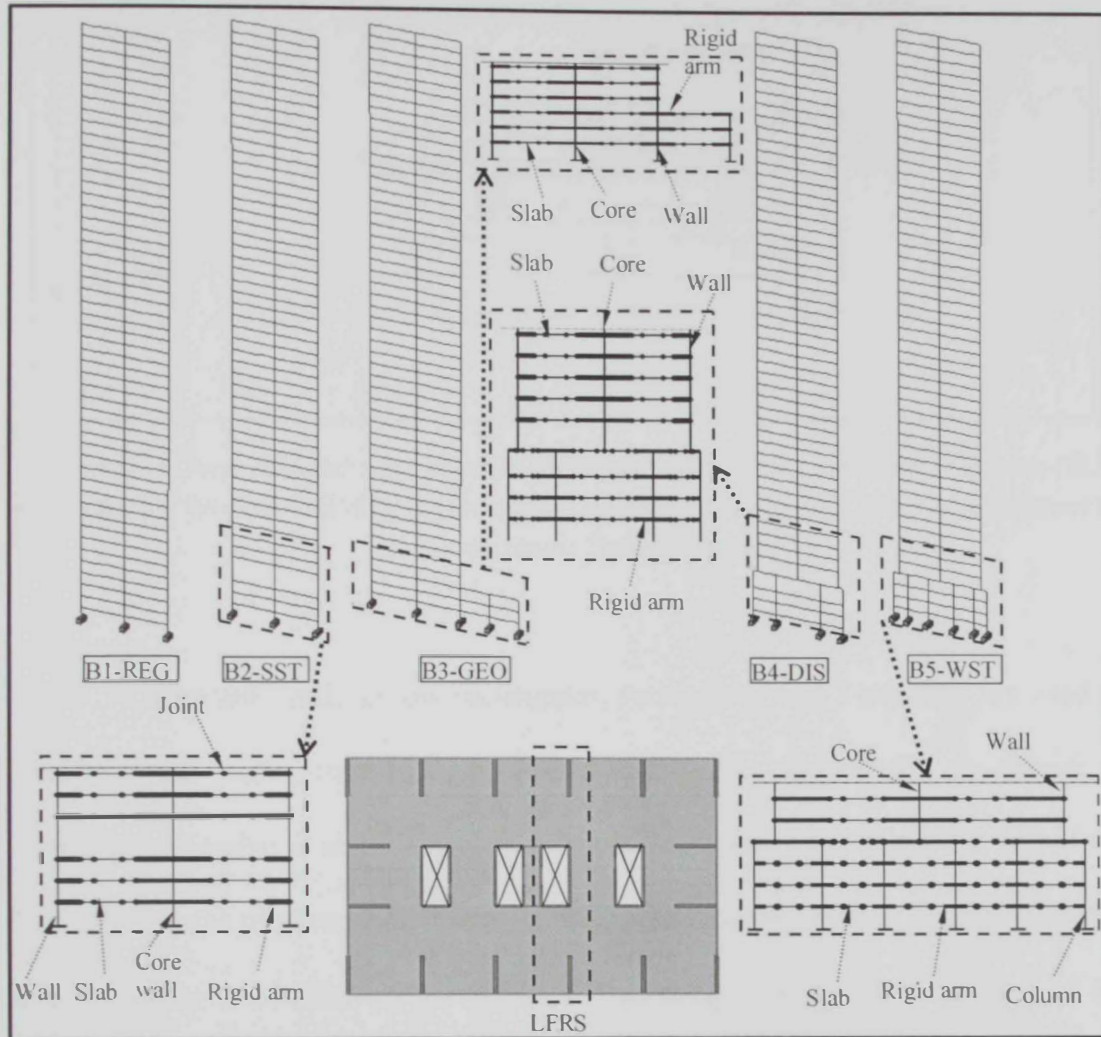 Rigid
arm
Slab
Core
Wall
Slab
Core
Wall
Rigid arm
B1-REG
B2-SST
B3-GEO
B4-DIS
B5-WST
Joint
Wall
Slab
Core
wall
Rigid arm
LFRS
Core
Wall
Slab
Rigid arm
Column